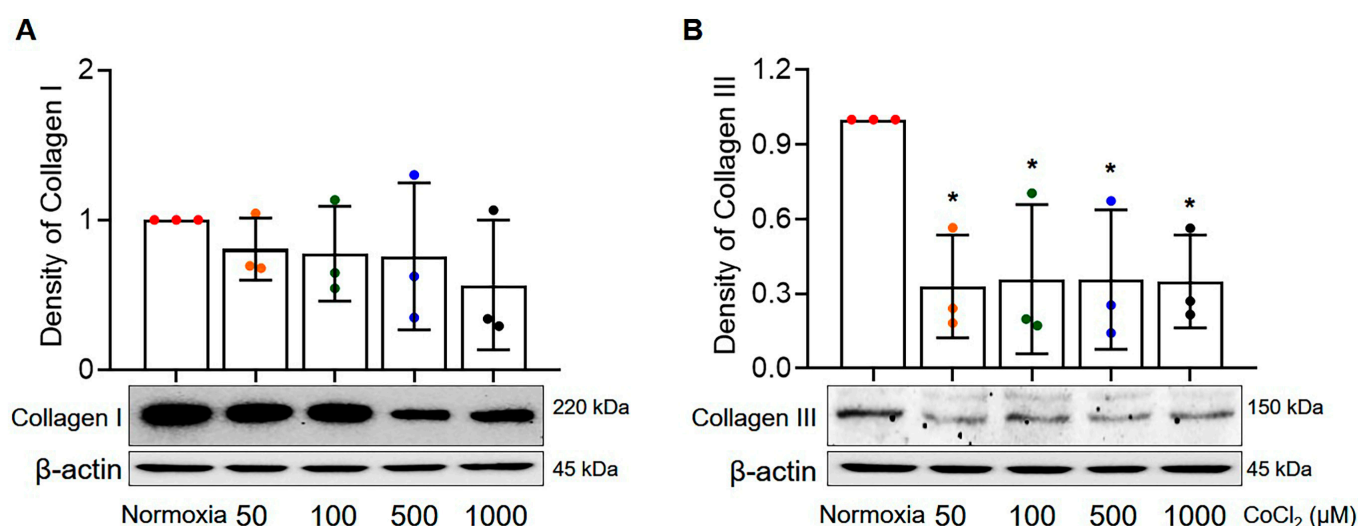 A
Density of Collagen I
2
1
0
Collagen I
220 kDa
β-actin
45 kDa
Normoxia 50 100 500 1000
B
Density of Collagen III
1.2
0.9
0.6
0.3
0.0
* * * *
Collagen III
150 kDa
β-actin
45 kDa
Normoxia 50 100 500 1000 CoCl₂ (μM)